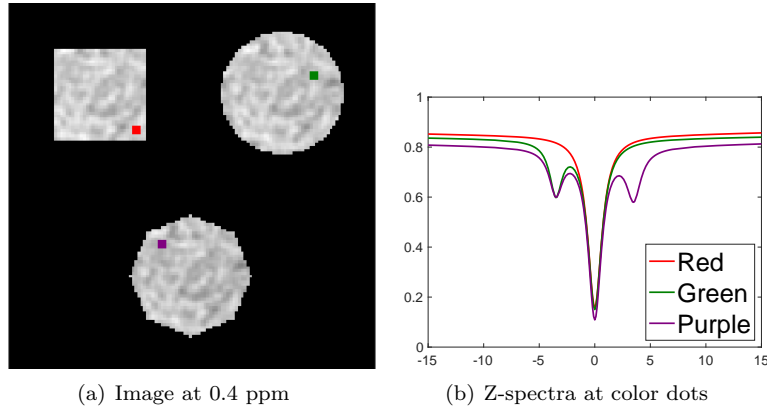 1
0.8
0.6
0.4
0.2
0
-15 -10 -5 0 5 10 15
Red
Green
Purple
(a) Image at 0.4 ppm
(b) Z-spectra at color dots